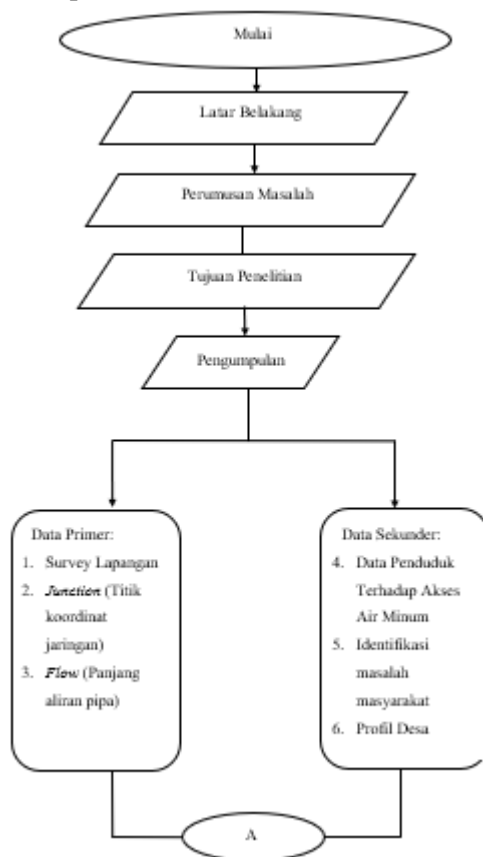 Mulai
Latar Belakang
Perumusan Masalah
Tujuan Penelitian
Pengumpulan
Data Primer:
1. Survey Lapangan
2. Junction (Titik
koordinat
jaringan)
3. Flow (Panjang
aliran pipa)
Data Sekunder:
4. Data Penduduk
Terhadap Akses
Air Minum
5. Identifikasi
masalah
masyarakat
6. Profil Desa
A